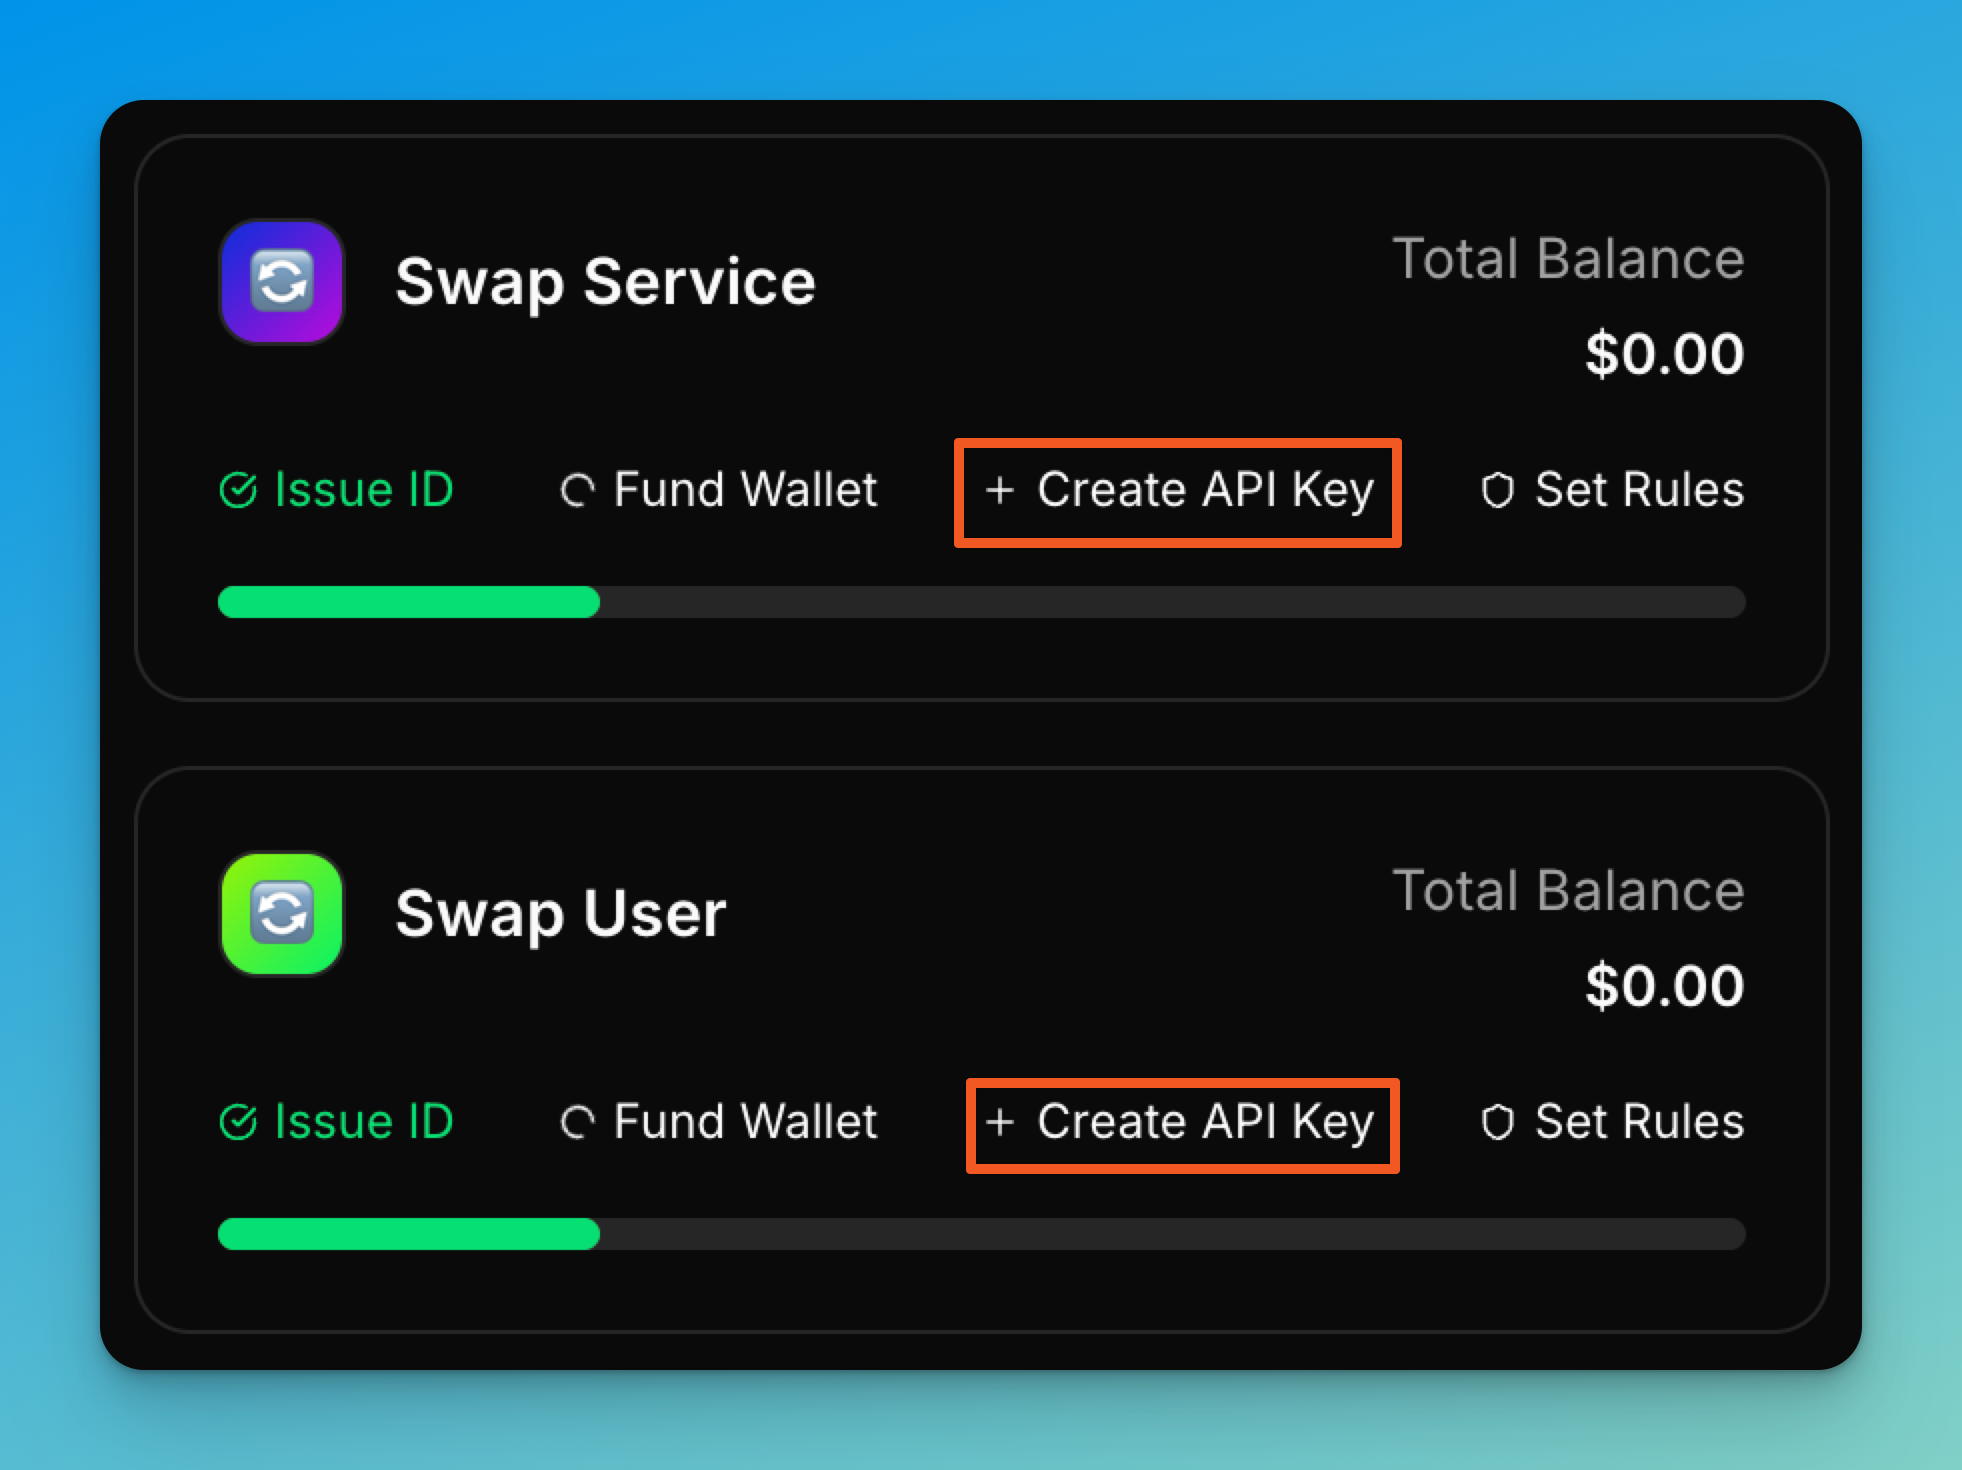 Swap Service
Total Balance
$0.00
Issue ID
Fund Wallet
Create API Key
Set Rules
Swap User
Total Balance
$0.00
Issue ID
Fund Wallet
Create API Key
Set Rules